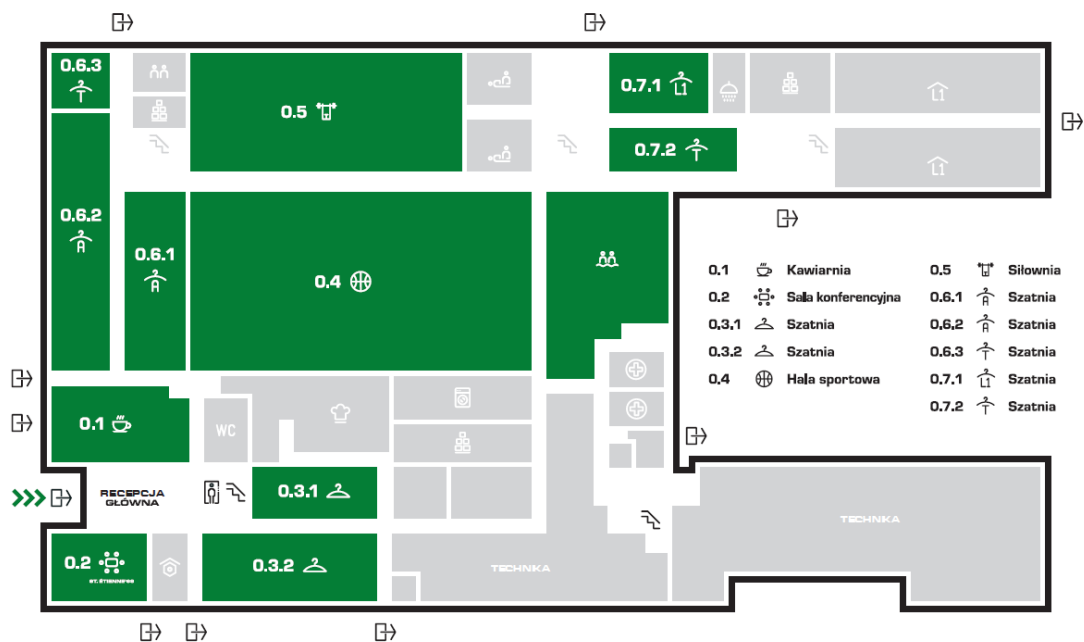 0.6.3
T
0.5
0.7.1
L1
L1
0.7.2
T
L1
0.6.2
A
0.6.1
A
0.4
0.1 Kawiarnia
0.2 Sala konferencyjna
0.3.1 Szatnia
0.3.2 Szatnia
0.4 Hala sportowa
0.5 Siłownia
0.6.1 A Szatnia
0.6.2 A Szatnia
0.6.3 T Szatnia
0.7.1 L1 Szatnia
0.7.2 T Szatnia
0.1
WC
RECEPCJA
GŁÓWNA
0.3.1
TECHNIKA
0.2
0.3.2
TECHNIKA